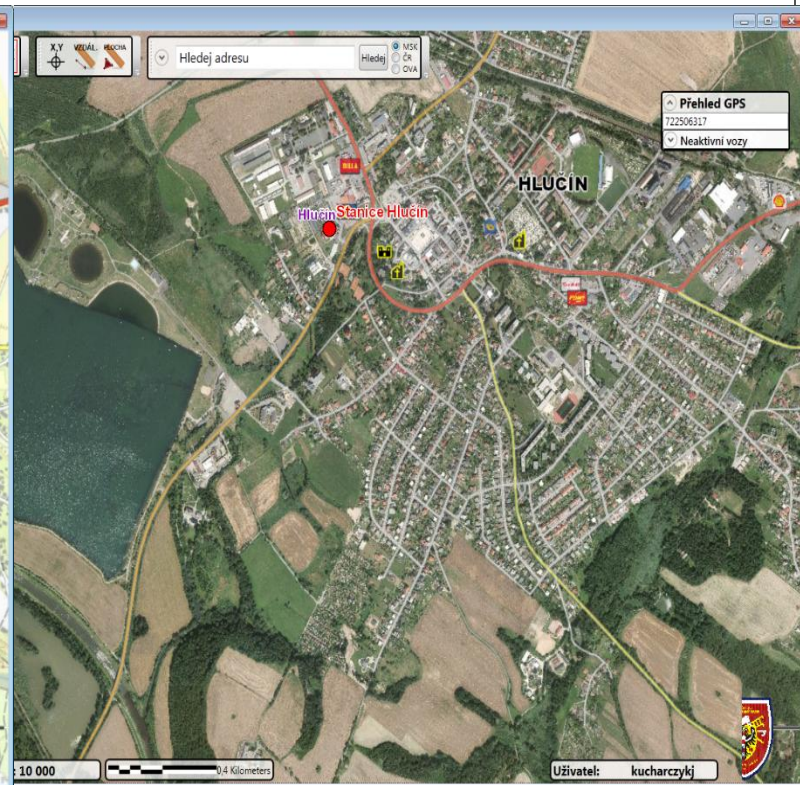 X,Y
VZDÁL.
PLOCHA
Hledej adresu
Hledej
MSK
ČR
OVA
Přehled GPS
722506317
Neaktivní vozy
BILLA
HLUČÍN
Hlučín
Stanice Hlučín
PENNY
: 10 000
0,4 Kilometers
Uživatel: kucharczykj